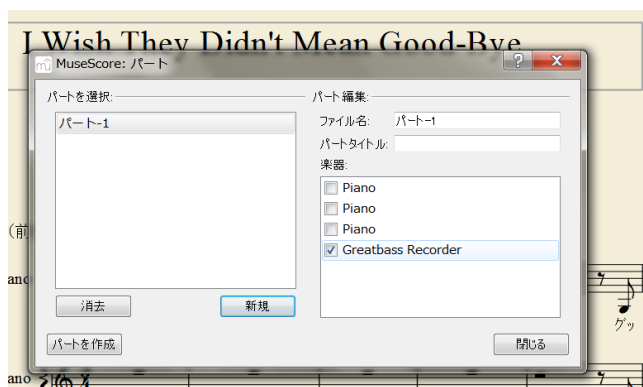 I Wish They Didn't Mean Good-Bye
MuseScore: パート
パートを選択:
パート-1
消去
新規
パートを作成
パート編集:
ファイル名: パート-1
パートタイトル:
楽器:
Piano
Piano
Piano
Greatbass Recorder
閉じる
(前
ano
グッ
ano